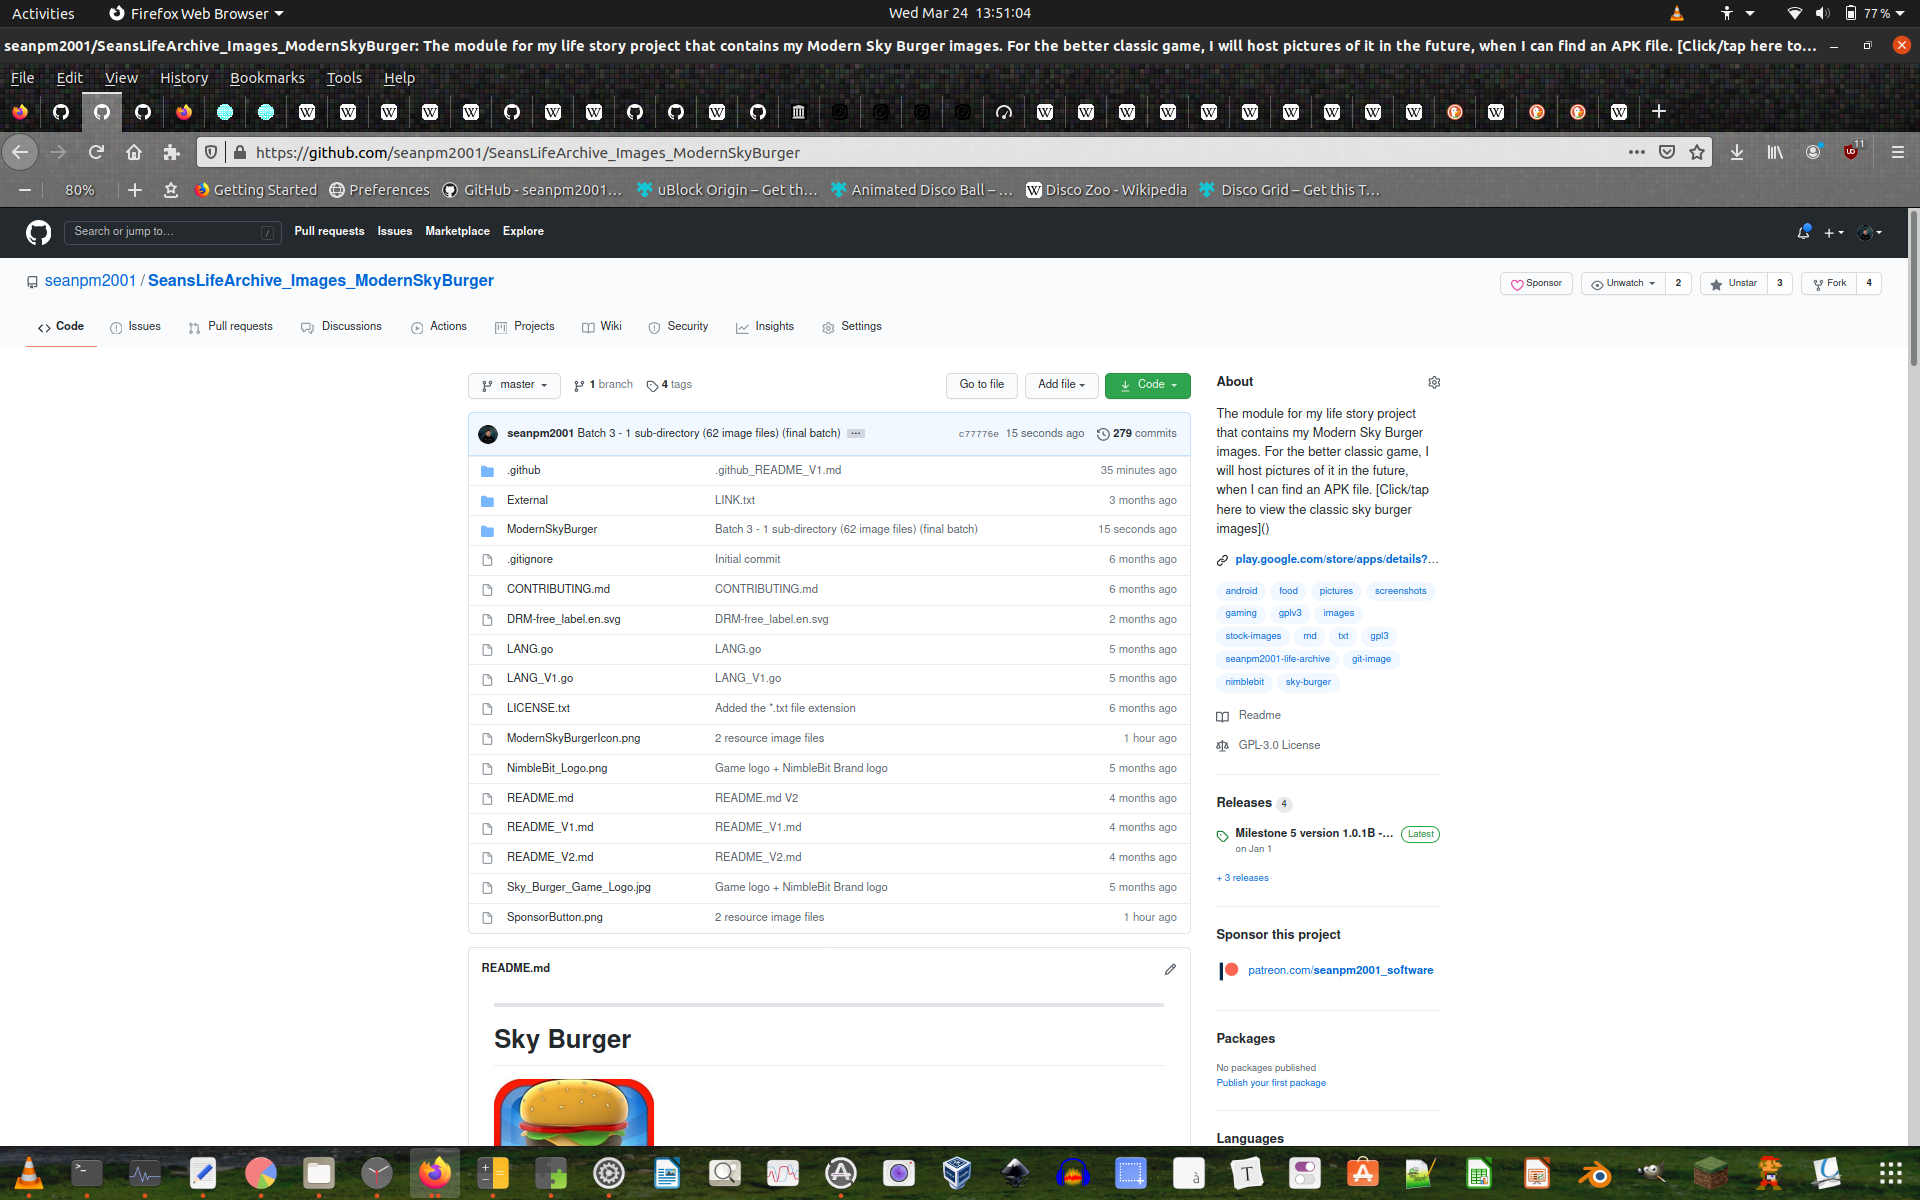 Activities
Firefox Web Browser
Wed Mar 24 13:51:04
77 %
seanpm2001/SeansLifeArchive_Images_ModernSkyBurger: The module for my life story project that contains my Modern Sky Burger images. For the better classic game, I will host pictures of it in the future, when I can find an APK file. [Click/tap here to...
File Edit View History Bookmarks Tools Help
https://github.com/seanpm2001/SeansLifeArchive_Images_ModernSkyBurger
11
80%
Getting Started
Preferences
GitHub - seanpm2001...
uBlock Origin – Get th...
Animated Disco Ball – ...
Disco Zoo - Wikipedia
Disco Grid – Get this T...
Search or jump to...
/
Pull requests Issues Marketplace Explore
seanpm2001 / SeansLifeArchive_Images_ModernSkyBurger
Sponsor
Unwatch 2
Unstar 3
Fork 4
Code
Issues
Pull requests
Discussions
Actions
Projects
Wiki
Security
Insights
Settings
master
1 branch
4 tags
Go to file
Add file
Code
seanpm2001 Batch 3 - 1 sub-directory (62 image files) (final batch) ...
c77776e 15 seconds ago
279 commits
.github .github_README_V1.md 35 minutes ago
External LINK.txt 3 months ago
ModernSkyBurger Batch 3 - 1 sub-directory (62 image files) (final batch) 15 seconds ago
.gitignore Initial commit 6 months ago
CONTRIBUTING.md CONTRIBUTING.md 6 months ago
DRM-free_label.en.svg DRM-free_label.en.svg 2 months ago
LANG.go LANG.go 5 months ago
LANG_V1.go LANG_V1.go 5 months ago
LICENSE.txt Added the *.txt file extension 6 months ago
ModernSkyBurgerIcon.png 2 resource image files 1 hour ago
NimbleBit_Logo.png Game logo + NimbleBit Brand logo 5 months ago
README.md README.md V2 4 months ago
README_V1.md README_V1.md 4 months ago
README_V2.md README_V2.md 4 months ago
Sky_Burger_Game_Logo.jpg Game logo + NimbleBit Brand logo 5 months ago
SponsorButton.png 2 resource image files 1 hour ago
README.md
Sky Burger
About
The module for my life story project
that contains my Modern Sky Burger
images. For the better classic game, I
will host pictures of it in the future,
when I can find an APK file. [Click/tap
here to view the classic sky burger
images]()
play.google.com/store/apps/details?...
android food pictures screenshots
gaming gplv3 images
stock-images md txt gpl3
seanpm2001-life-archive git-image
nimblebit sky-burger
Readme
GPL-3.0 License
Releases 4
Milestone 5 version 1.0.1B -... Latest
on Jan 1
+ 3 releases
Sponsor this project
patreon.com/seanpm2001_software
Packages
No packages published
Publish your first package
Languages